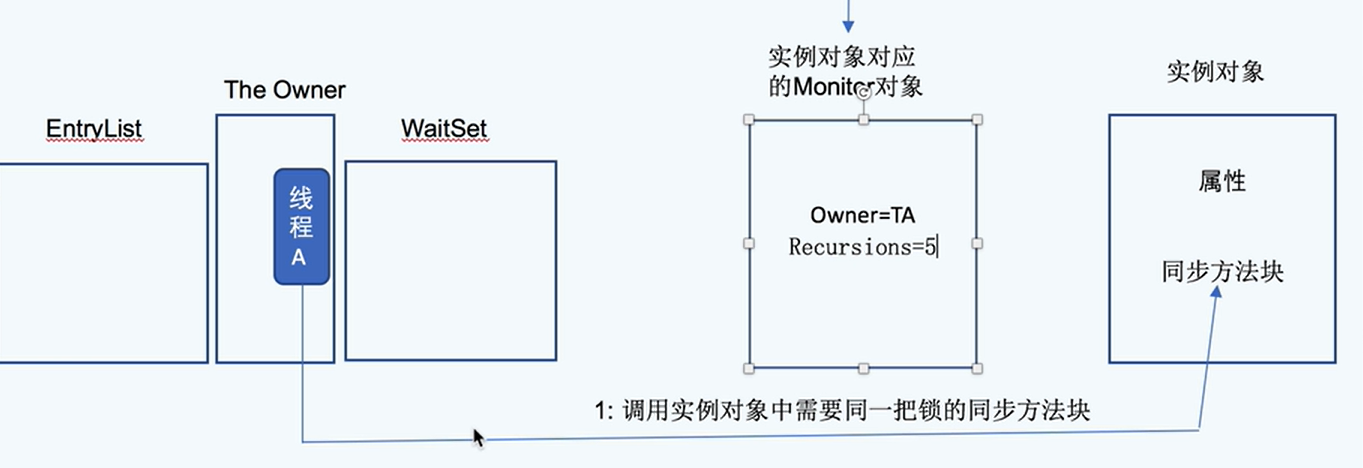 The Owner
EntryList
WaitSet
线
程
A
实例对象对应
的Monitor对象
Owner=TA
Recursions=5
实例对象
属性
同步方法块
1: 调用实例对象中需要同一把锁的同步方法块